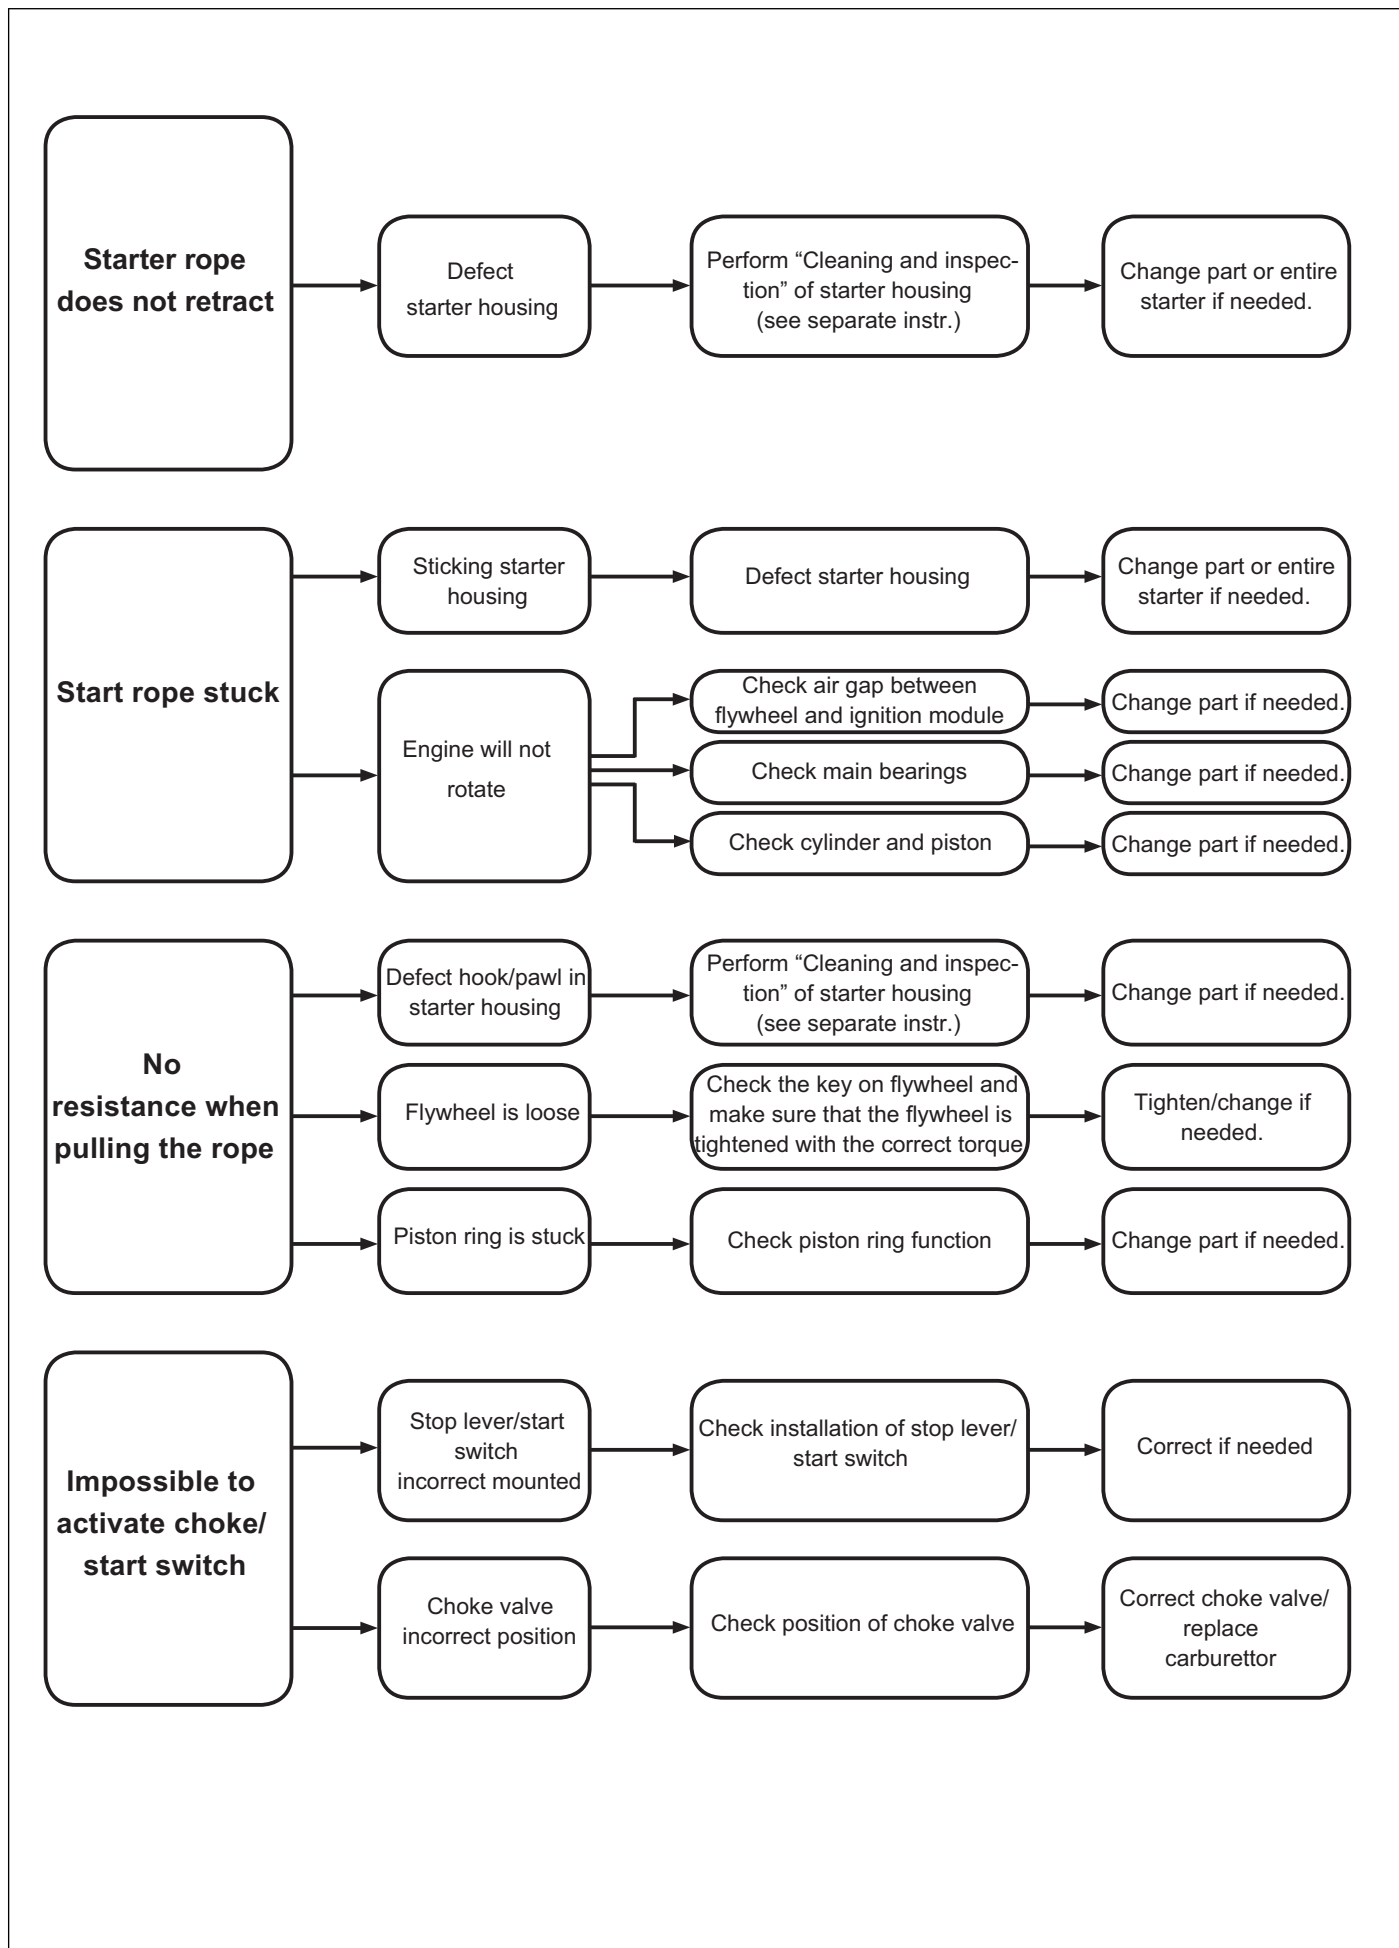 Starter rope
does not retract
Defect
starter housing
Perform “Cleaning and inspec-
tion” of starter housing
(see separate instr.)
Change part or entire
starter if needed.
Start rope stuck
Sticking starter
housing
Defect starter housing
Change part or entire
starter if needed.
Engine will not
rotate
Check air gap between
flywheel and ignition module
Change part if needed.
Check main bearings
Change part if needed.
Check cylinder and piston
Change part if needed.
No
resistance when
pulling the rope
Defect hook/pawl in
starter housing
Perform “Cleaning and inspec-
tion” of starter housing
(see separate instr.)
Change part if needed.
Flywheel is loose
Check the key on flywheel and
make sure that the flywheel is
tightened with the correct torque
Tighten/change if
needed.
Piston ring is stuck
Check piston ring function
Change part if needed.
Impossible to
activate choke/
start switch
Stop lever/start
switch
incorrect mounted
Check installation of stop lever/
start switch
Correct if needed
Choke valve
incorrect position
Check position of choke valve
Correct choke valve/
replace
carburettor